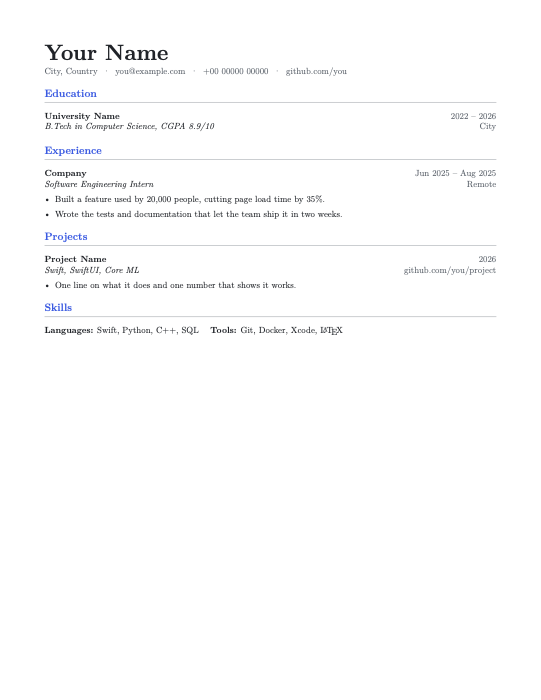 Your Name
City, Country · you@example.com · +00 00000 00000 · github.com/you
Education
University Name 2022 – 2026
B.Tech in Computer Science, CGPA 8.9/10 City
Experience
Company Jun 2025 – Aug 2025
Software Engineering Intern Remote
• Built a feature used by 20,000 people, cutting page load time by 35%.
• Wrote the tests and documentation that let the team ship it in two weeks.
Projects
Project Name 2026
Swift, SwiftUI, Core ML github.com/you/project
• One line on what it does and one number that shows it works.
Skills
Languages: Swift, Python, C++, SQL Tools: Git, Docker, Xcode, LaTeX